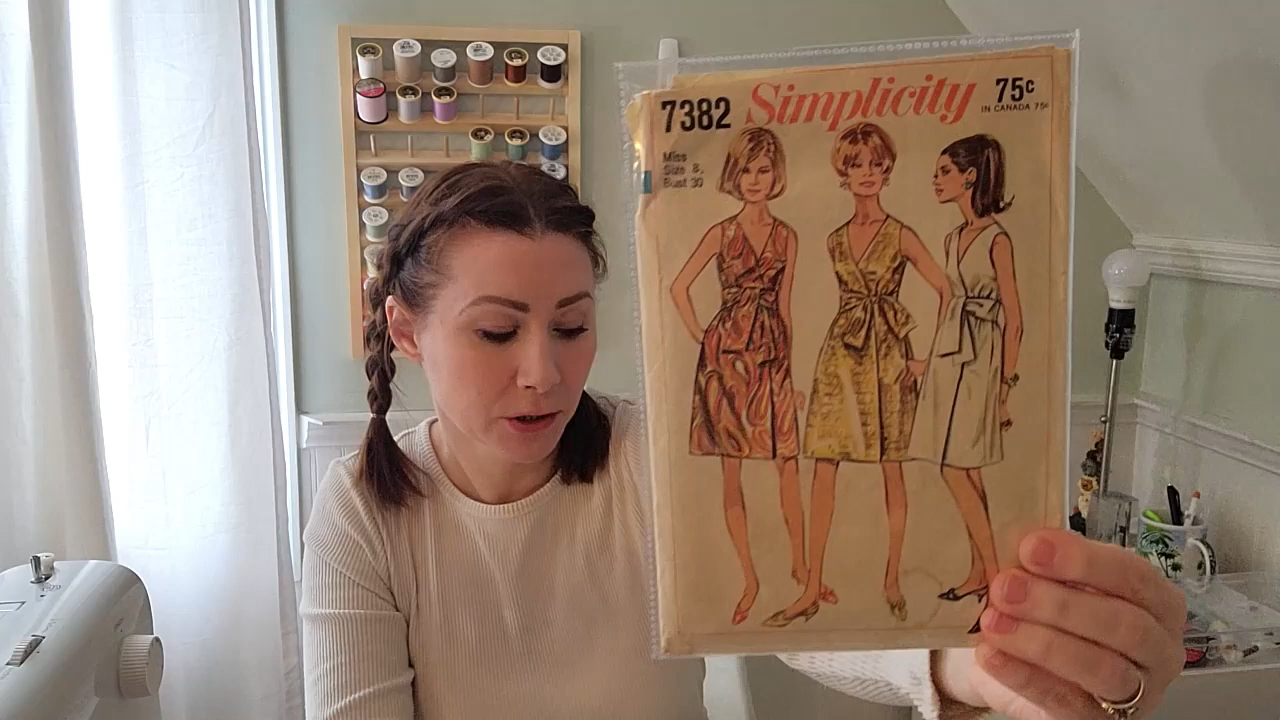 7382 Simplicity 75c
IN CANADA 75c
Miss
Size 8,
Bust 30